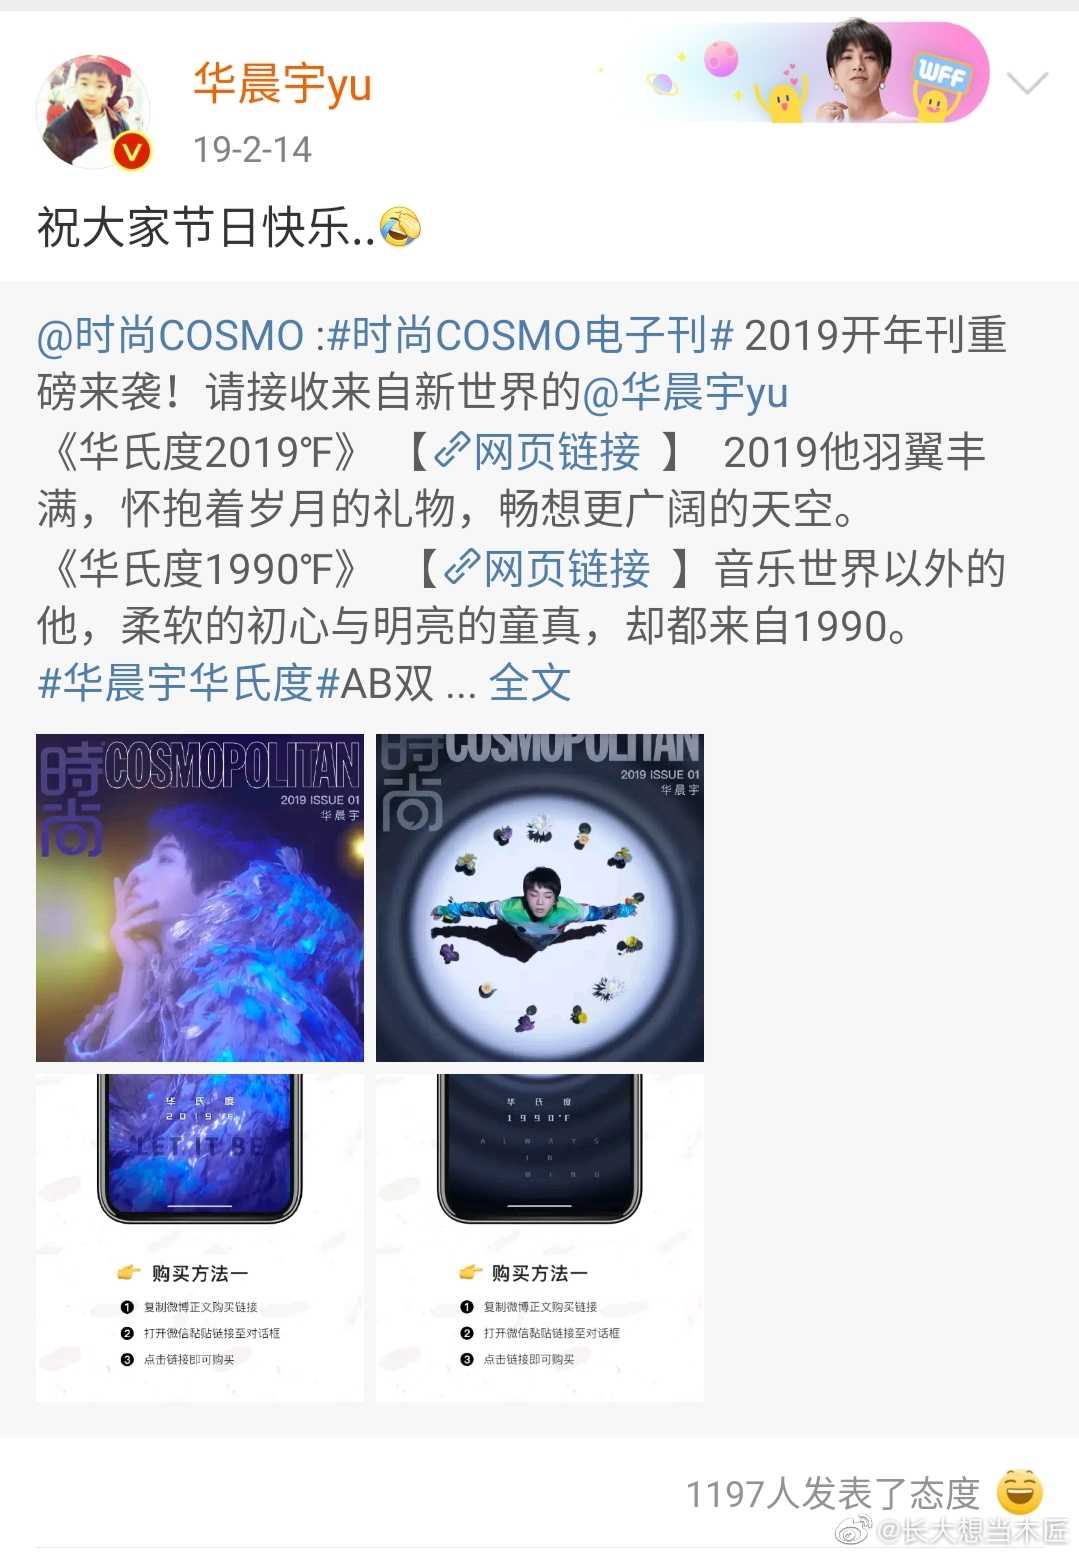 华晨宇yu
19-2-14
WFF
祝大家节日快乐..
@时尚COSMO :#时尚COSMO电子刊# 2019开年刊重
磅来袭！请接收来自新世界的@华晨宇yu
《华氏度2019℉》 【网页链接 】 2019他羽翼丰
满，怀抱着岁月的礼物，畅想更广阔的天空。
《华氏度1990℉》 【网页链接 】音乐世界以外的
他，柔软的初心与明亮的童真，却都来自1990。
#华晨宇华氏度#AB双 ... 全文
時尚 COSMOPOLITAN
2019 ISSUE 01
华晨宇
時尚 COSMOPOLITAN
2019 ISSUE 01
华晨宇
华 氏 度
2019℉
LET IT BE
购买方法一
1 复制微博正文购买链接
2 打开微信黏贴链接至对话框
3 点击链接即可购买
华 氏 度
1990℉
ALWAYS
IN
购买方法一
1 复制微博正文购买链接
2 打开微信黏贴链接至对话框
3 点击链接即可购买
1197人发表了态度
@长大想当木匠